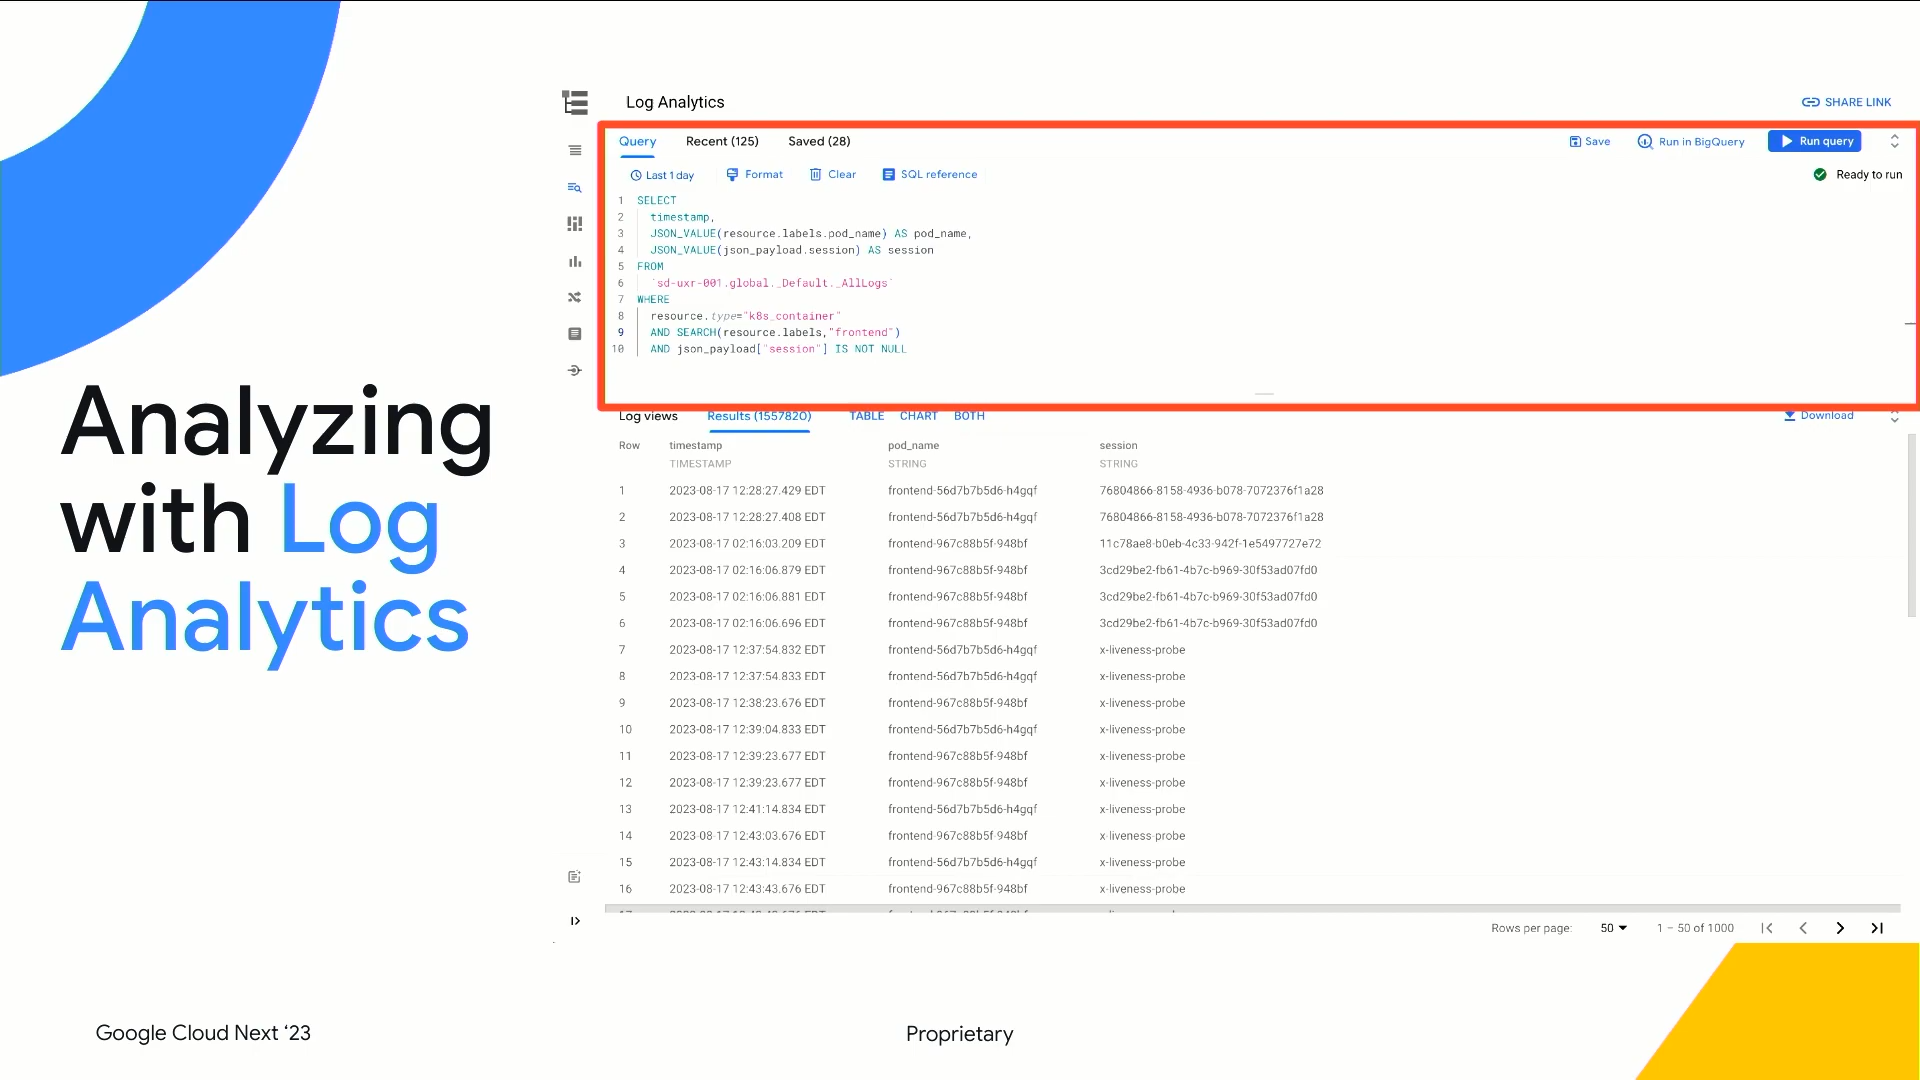 Analyzing
with Log
Analytics
Log Analytics
SHARE LINK
Query Recent (125) Saved (28)
Save Run in BigQuery Run query
Last 1 day Format Clear SQL reference
Ready to run
1 SELECT
2 timestamp,
3 JSON_VALUE(resource.labels.pod_name) AS pod_name,
4 JSON_VALUE(json_payload.session) AS session
5 FROM
6 `sd-uxr-001.global._Default._AllLogs`
7 WHERE
8 resource.type="k8s_container"
9 AND SEARCH(resource.labels,"frontend")
10 AND json_payload["session"] IS NOT NULL
Log views Results (1557820) TABLE CHART BOTH Download
Row timestamp pod_name session
TIMESTAMP STRING STRING
1 2023-08-17 12:28:27.429 EDT frontend-56d7b7b5d6-h4gqf 76804866-8158-4936-b078-7072376f1a28
2 2023-08-17 12:28:27.408 EDT frontend-56d7b7b5d6-h4gqf 76804866-8158-4936-b078-7072376f1a28
3 2023-08-17 02:16:03.209 EDT frontend-967c88b5f-948bf 11c78ae8-b0eb-4c33-942f-1e5497727e72
4 2023-08-17 02:16:06.879 EDT frontend-967c88b5f-948bf 3cd29be2-fb61-4b7c-b969-30f53ad07fd0
5 2023-08-17 02:16:06.881 EDT frontend-967c88b5f-948bf 3cd29be2-fb61-4b7c-b969-30f53ad07fd0
6 2023-08-17 02:16:06.696 EDT frontend-967c88b5f-948bf 3cd29be2-fb61-4b7c-b969-30f53ad07fd0
7 2023-08-17 12:37:54.832 EDT frontend-56d7b7b5d6-h4gqf x-liveness-probe
8 2023-08-17 12:37:54.833 EDT frontend-56d7b7b5d6-h4gqf x-liveness-probe
9 2023-08-17 12:38:23.676 EDT frontend-967c88b5f-948bf x-liveness-probe
10 2023-08-17 12:39:04.833 EDT frontend-56d7b7b5d6-h4gqf x-liveness-probe
11 2023-08-17 12:39:23.677 EDT frontend-967c88b5f-948bf x-liveness-probe
12 2023-08-17 12:39:23.677 EDT frontend-967c88b5f-948bf x-liveness-probe
13 2023-08-17 12:41:14.834 EDT frontend-56d7b7b5d6-h4gqf x-liveness-probe
14 2023-08-17 12:43:03.676 EDT frontend-967c88b5f-948bf x-liveness-probe
15 2023-08-17 12:43:14.834 EDT frontend-56d7b7b5d6-h4gqf x-liveness-probe
16 2023-08-17 12:43:43.676 EDT frontend-967c88b5f-948bf x-liveness-probe
Rows per page: 50 1 – 50 of 1000
Google Cloud Next ‘23
Proprietary